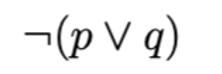 ¬(p ∨ q)